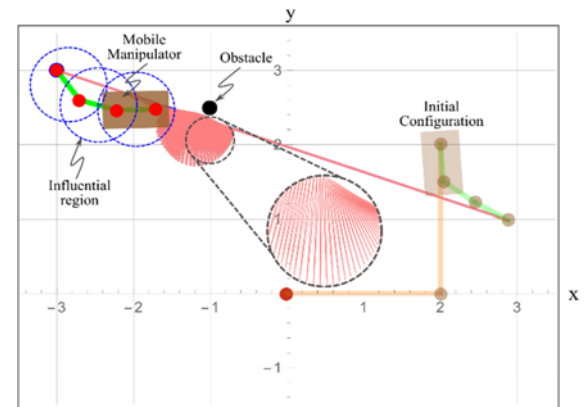 y
Mobile
Manipulator
Obstacle
3
Initial
Configuration
2
Influential
region
1
−3
−2
−1
1
2
3
x
−1